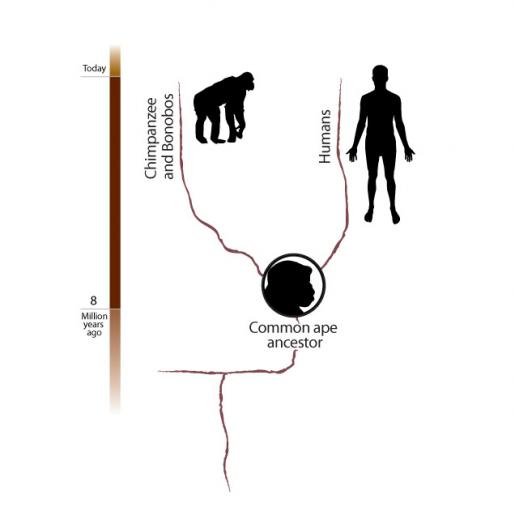 Today
Chimpanzee
and Bonobos
Humans
8
Million
years
ago
Common ape
ancestor